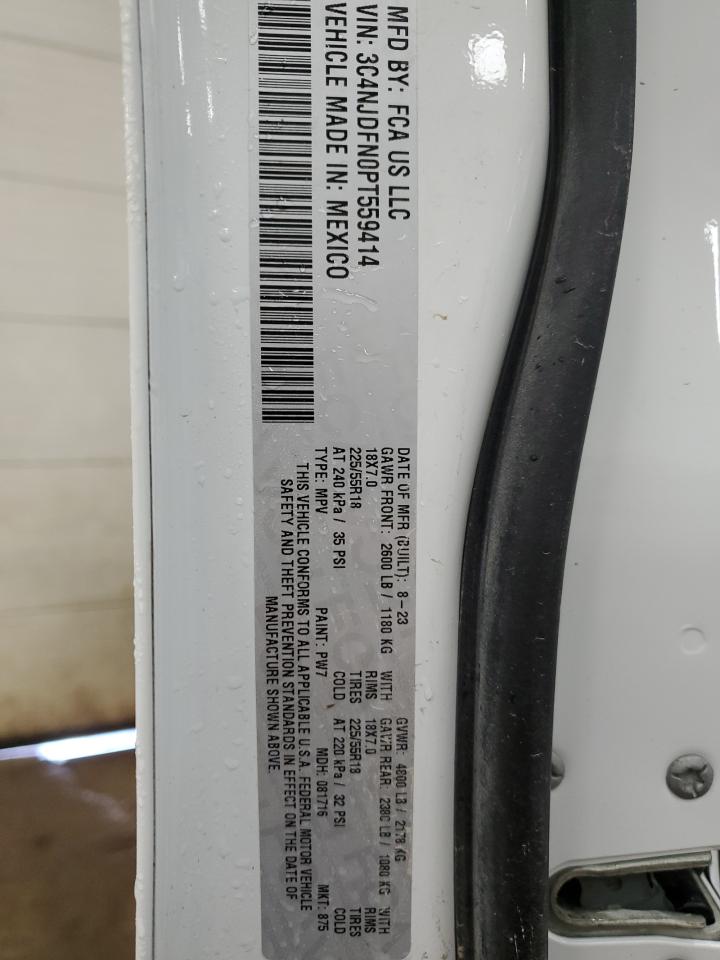 MFD BY: FCA US LLC
VIN: 3C4NJDFN0PT559414
VEHICLE MADE IN: MEXICO
DATE OF MFR (BUILT): 8-23 GVWR: 4800 LB / 2178 KG
GAWR FRONT: 2600 LB / 1180 KG WITH GAWR REAR: 2380 LB / 1080 KG WITH
18X7.0 RIMS 18X7.0 RIMS
225/55R18 TIRES 225/55R18 TIRES
AT 240 kPa / 35 PSI COLD AT 220 kPa / 32 PSI COLD
TYPE: MPV PAINT: PW7 MDH: 081716 MKT: 875
THIS VEHICLE CONFORMS TO ALL APPLICABLE U.S.A. FEDERAL MOTOR VEHICLE
SAFETY AND THEFT PREVENTION STANDARDS IN EFFECT ON THE DATE OF
MANUFACTURE SHOWN ABOVE.